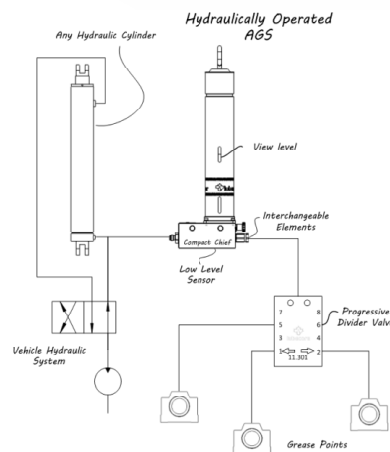 Hydraulically Operated
AGS
Any Hydraulic Cylinder
View level
Interchangeable
Elements
Compact Chief
Low Level
Sensor
Vehicle Hydraulic
System
Progressive
Divider Valv
7
8
5
6
3
4
1
2
11.301
Grease Points